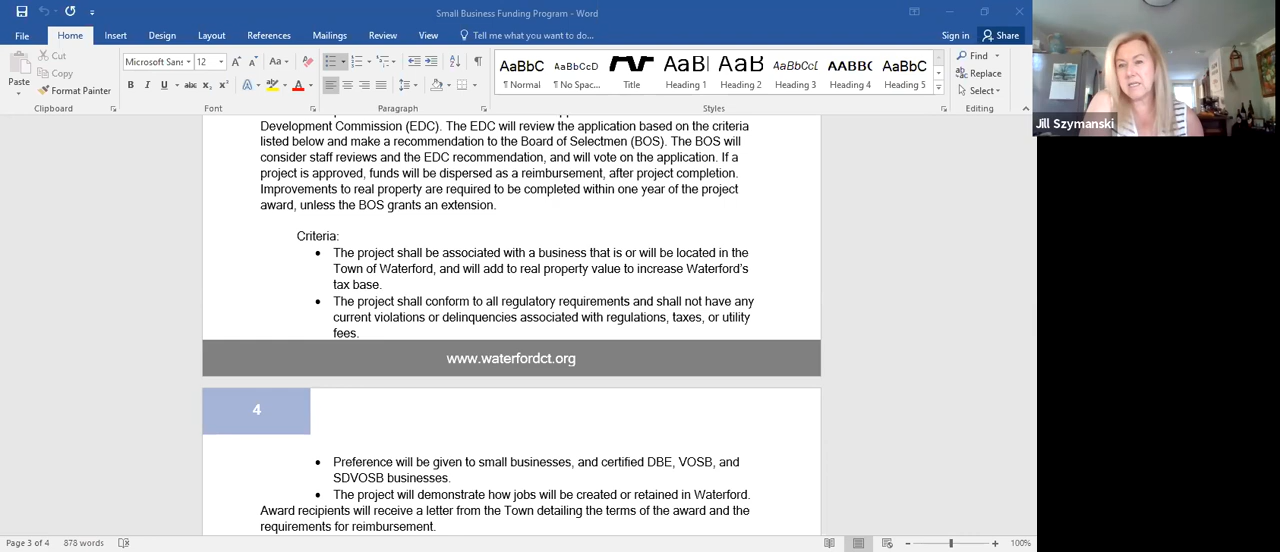 Small Business Funding Program - Word
File Home Insert Design Layout References Mailings Review View Tell me what you want to do... Sign in Share
Paste
Cut
Copy
Format Painter
Clipboard
Microsoft Sans 12 Aa
B I U abc x₂ x² A A
Font
Paragraph
AaBbC AaBbCcD AaB AaBb AaB AaBbCcL AABBC AaBbC
¶ Normal ¶ No Spac... Title Heading 1 Heading 2 Heading 3 Heading 4 Heading 5
Styles
Find
Replace
Select
Editing
Jill Szymanski
Development Commission (EDC). The EDC will review the application based on the criteria
listed below and make a recommendation to the Board of Selectmen (BOS). The BOS will
consider staff reviews and the EDC recommendation, and will vote on the application. If a
project is approved, funds will be dispersed as a reimbursement, after project completion.
Improvements to real property are required to be completed within one year of the project
award, unless the BOS grants an extension.
Criteria:
• The project shall be associated with a business that is or will be located in the
Town of Waterford, and will add to real property value to increase Waterford's
tax base.
• The project shall conform to all regulatory requirements and shall not have any
current violations or delinquencies associated with regulations, taxes, or utility
fees.
www.waterfordct.org
4
• Preference will be given to small businesses, and certified DBE, VOSB, and
SDVOSB businesses.
• The project will demonstrate how jobs will be created or retained in Waterford.
Award recipients will receive a letter from the Town detailing the terms of the award and the
requirements for reimbursement.
Page 3 of 4 878 words 100%